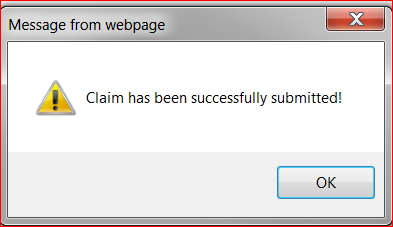 Message from webpage
Claim has been successfully submitted!
OK